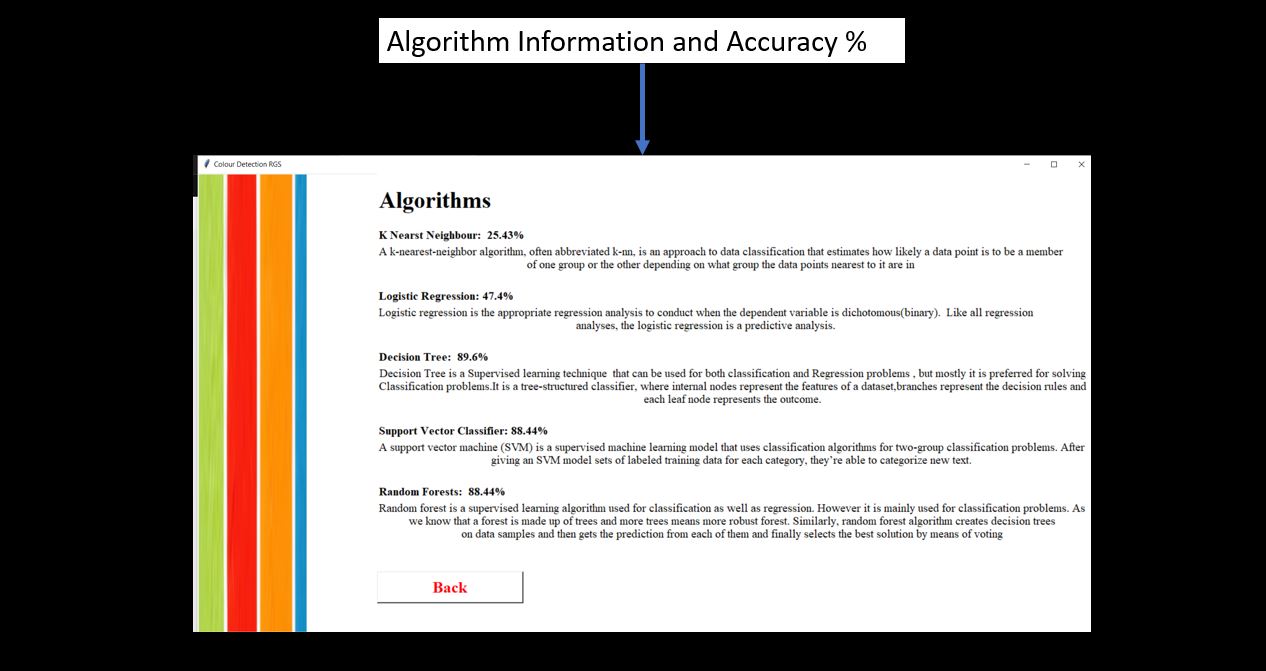 Algorithm Information and Accuracy %
Colour Detection RGS
Algorithms
K Nearst Neighbour:  25.43%
A k-nearest-neighbor algorithm, often abbreviated k-nn, is an approach to data classification that estimates how likely a data point is to be a member
of one group or the other depending on what group the data points nearest to it are in
Logistic Regression: 47.4%
Logistic regression is the appropriate regression analysis to conduct when the dependent variable is dichotomous(binary).  Like all regression
analyses, the logistic regression is a predictive analysis.
Decision Tree:  89.6%
Decision Tree is a Supervised learning technique  that can be used for both classification and Regression problems , but mostly it is preferred for solving
Classification problems.It is a tree-structured classifier, where internal nodes represent the features of a dataset,branches represent the decision rules and
each leaf node represents the outcome.
Support Vector Classifier: 88.44%
A support vector machine (SVM) is a supervised machine learning model that uses classification algorithms for two-group classification problems. After
giving an SVM model sets of labeled training data for each category, they’re able to categorize new text.
Random Forests:  88.44%
Random forest is a supervised learning algorithm used for classification as well as regression. However it is mainly used for classification problems. As
we know that a forest is made up of trees and more trees means more robust forest. Similarly, random forest algorithm creates decision trees
on data samples and then gets the prediction from each of them and finally selects the best solution by means of voting
Back